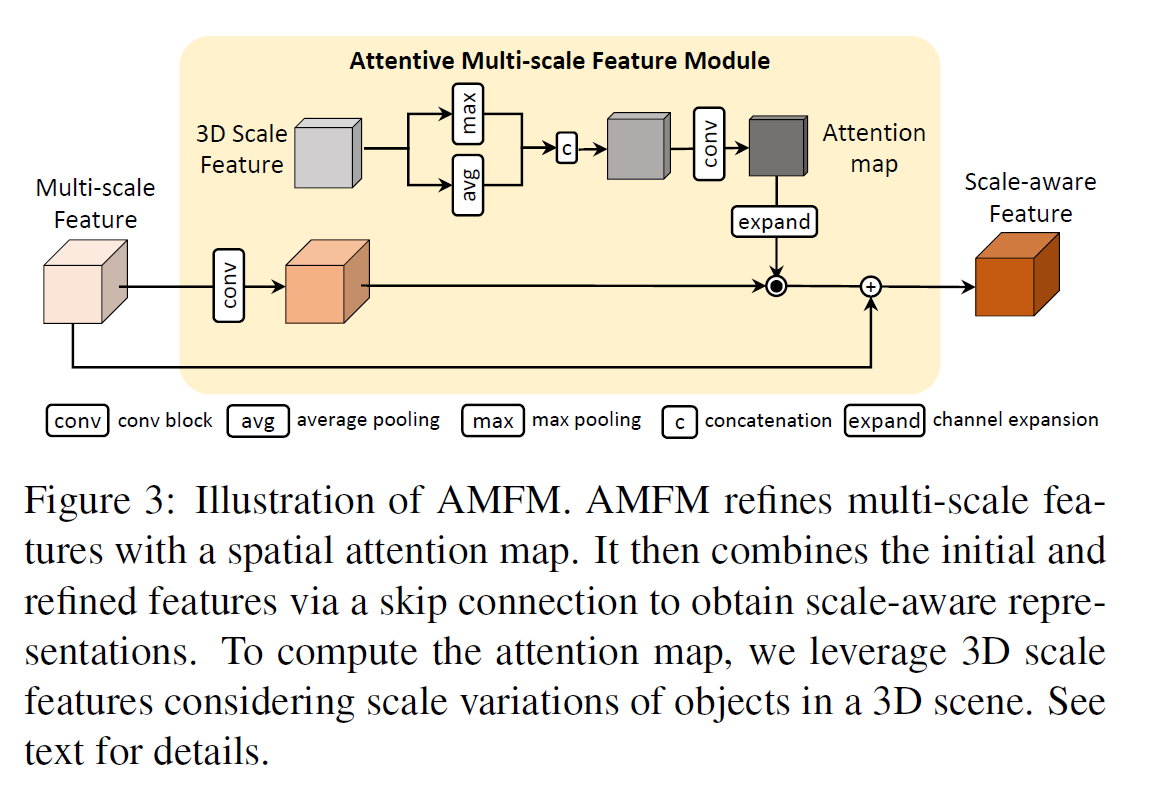 Attentive Multi-scale Feature Module
3D Scale
Feature
max
avg
c
conv
Attention
map
Multi-scale
Feature
expand
Scale-aware
Feature
conv
+
conv conv block avg average pooling max max pooling c concatenation expand channel expansion
Figure 3: Illustration of AMFM. AMFM refines multi-scale fea-
tures with a spatial attention map. It then combines the initial and
refined features via a skip connection to obtain scale-aware repre-
sentations. To compute the attention map, we leverage 3D scale
features considering scale variations of objects in a 3D scene. See
text for details.